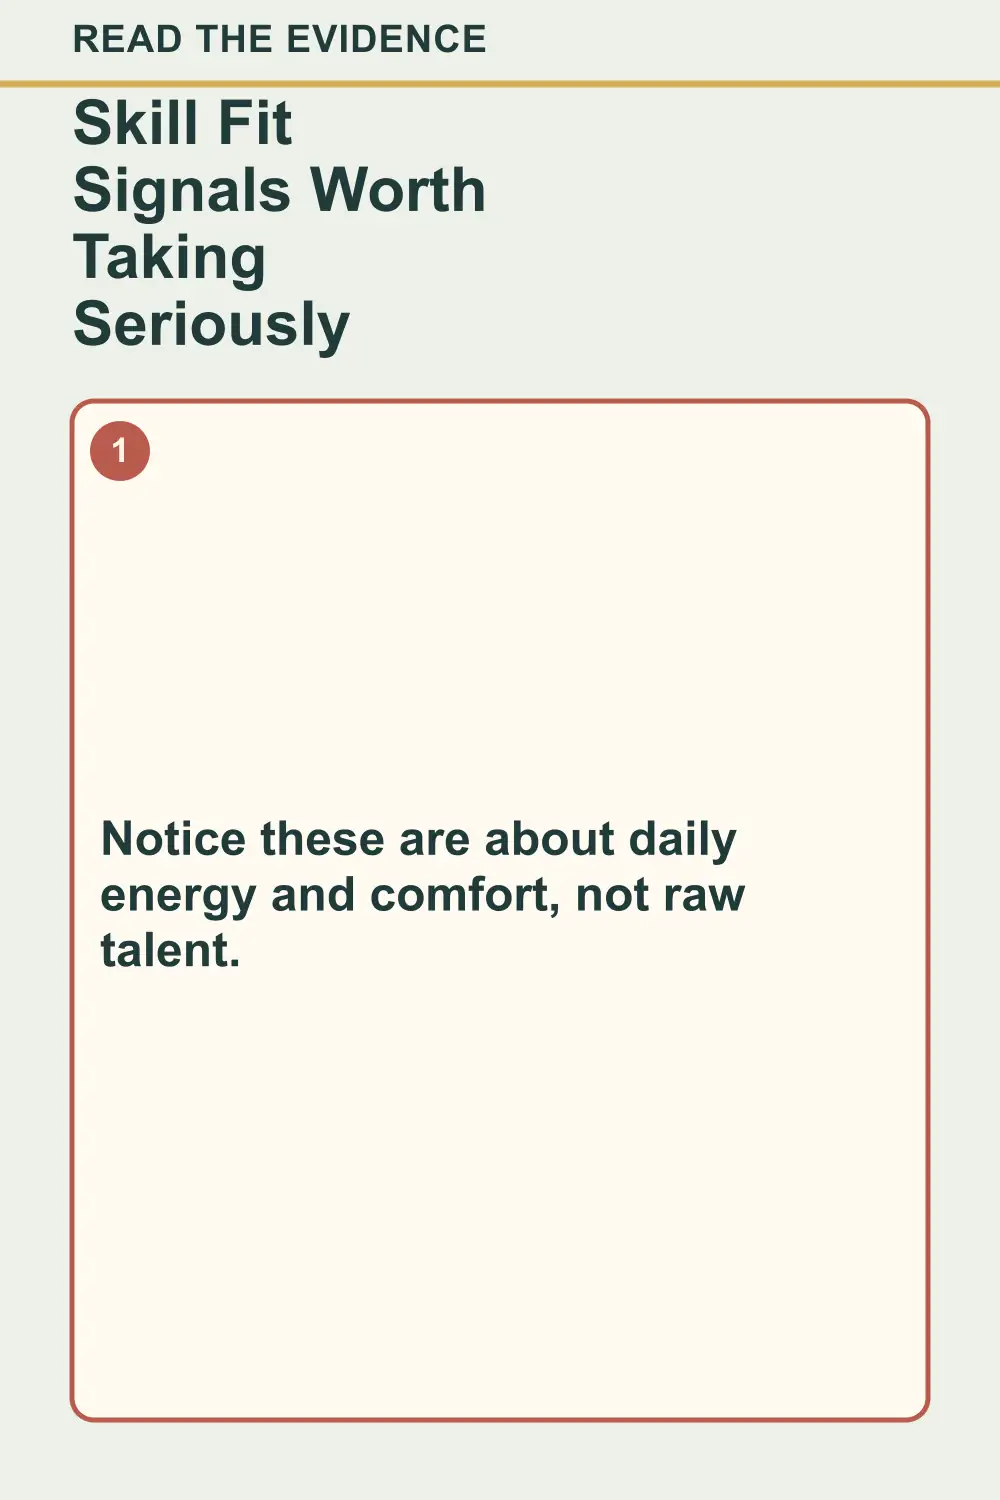 READ THE EVIDENCE
Skill Fit
Signals Worth
Taking
Seriously
1
Notice these are about daily
energy and comfort, not raw
talent.